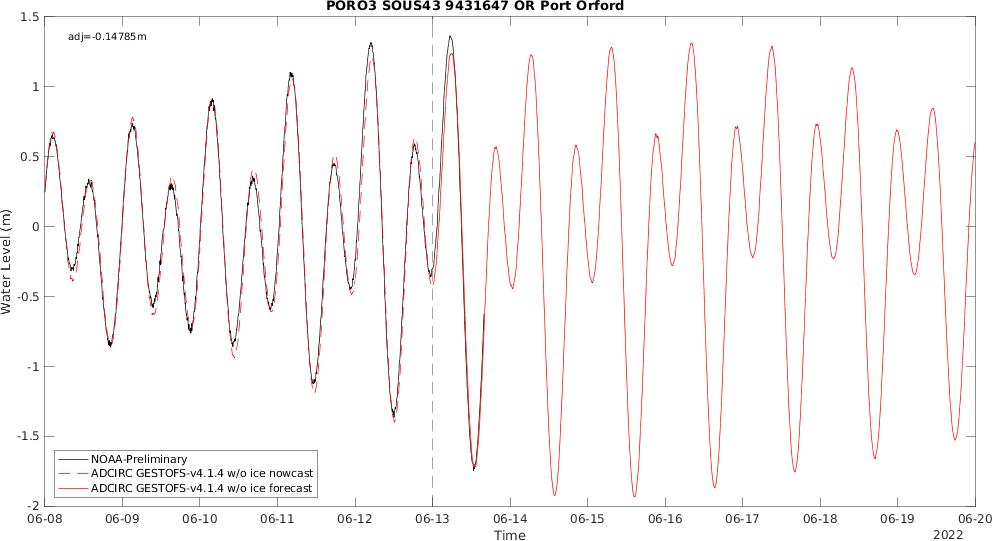 PORO3 SOUS43 9431647 OR Port Orford
adj=-0.14785m
1.5
1
0.5
0
-0.5
-1
-1.5
-2
Water Level (m)
NOAA-Preliminary
ADCIRC GESTOFS-v4.1.4 w/o ice nowcast
ADCIRC GESTOFS-v4.1.4 w/o ice forecast
06-08 06-09 06-10 06-11 06-12 06-13 06-14 06-15 06-16 06-17 06-18 06-19 06-20
Time
2022